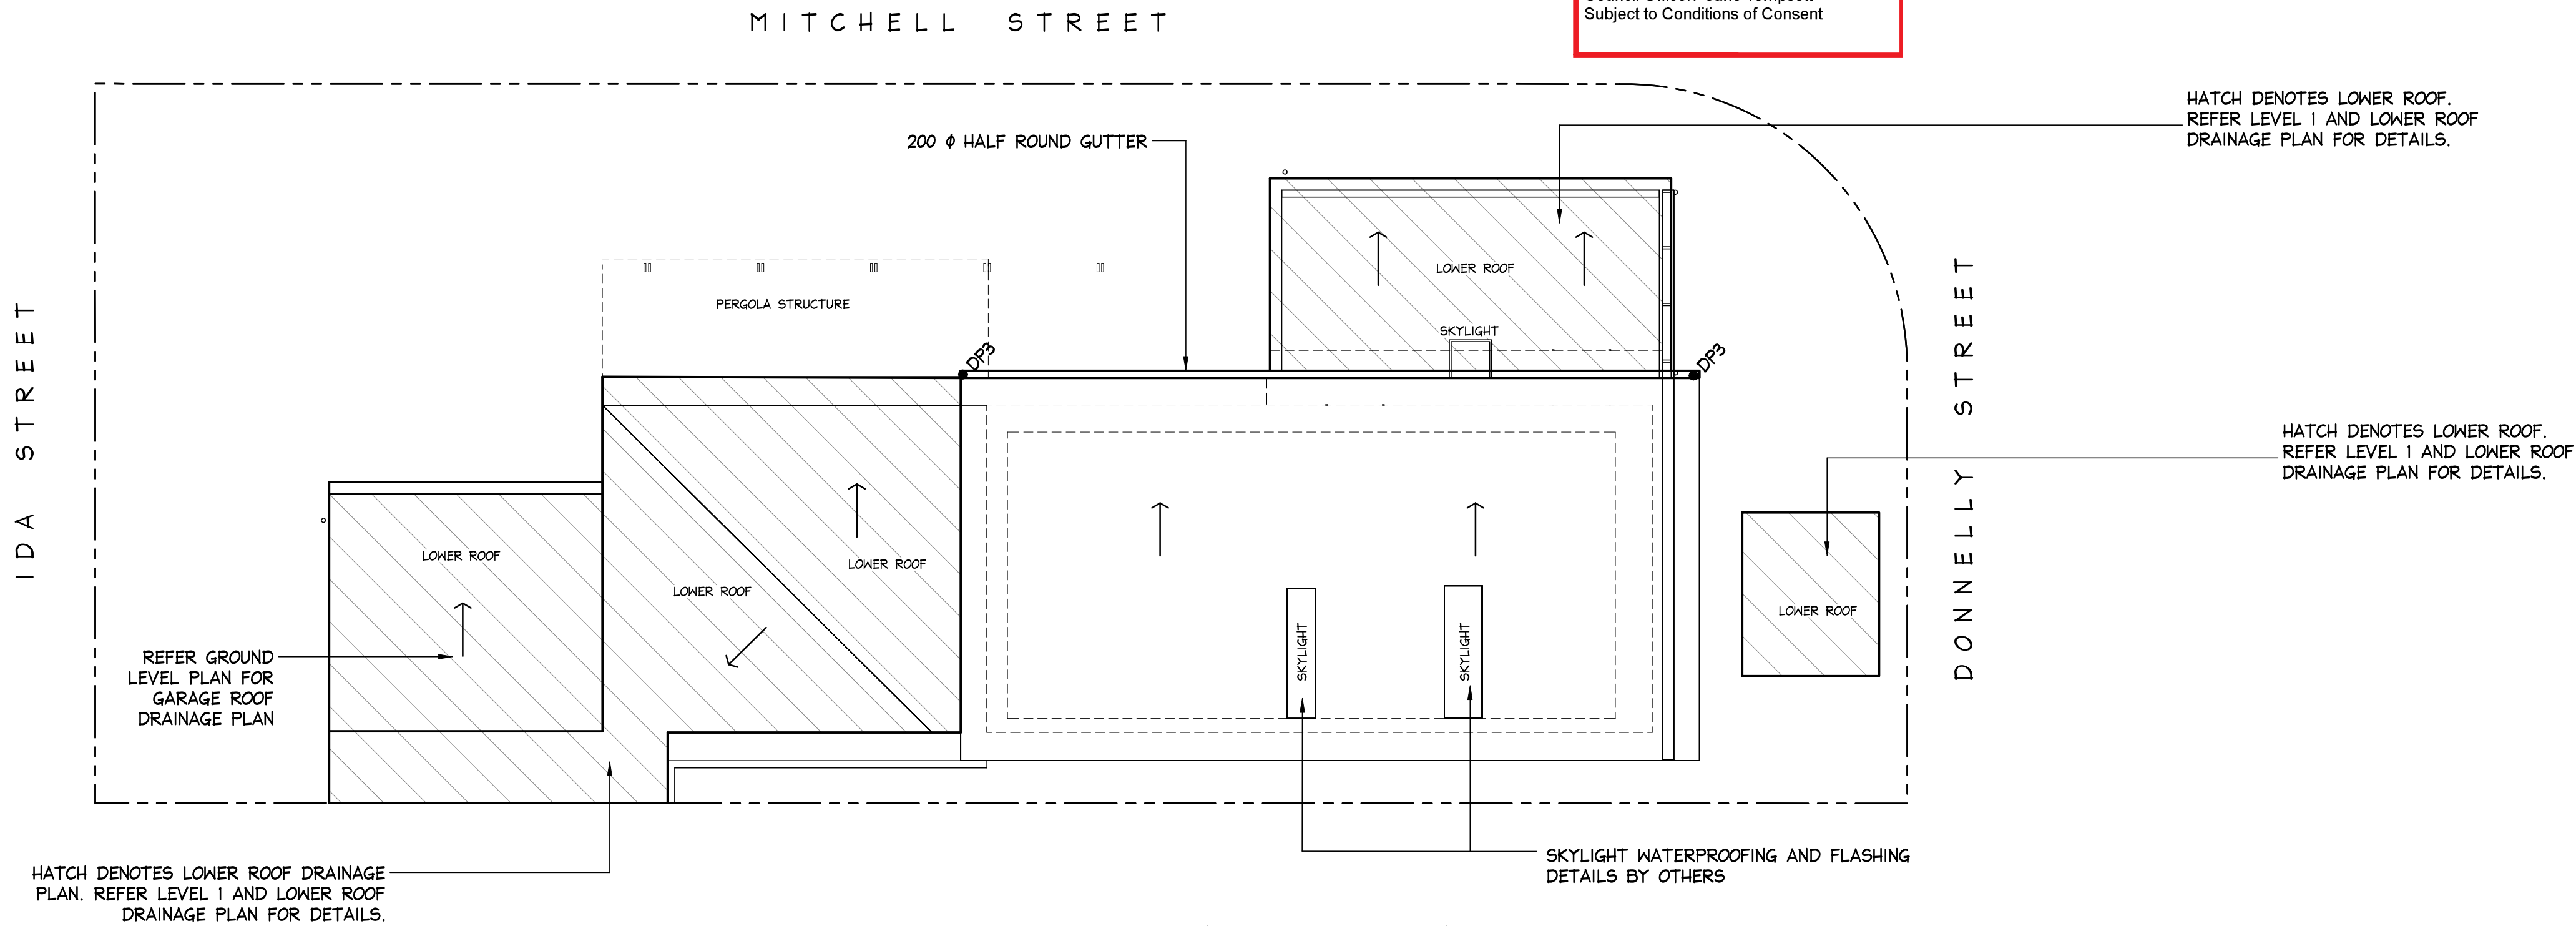 MITCHELL STREET
Subject to Conditions of Consent
HATCH DENOTES LOWER ROOF.
REFER LEVEL 1 AND LOWER ROOF
DRAINAGE PLAN FOR DETAILS.
200 ϕ HALF ROUND GUTTER
LOWER ROOF
PERGOLA STRUCTURE
SKYLIGHT
DP3
DP3
IDA STREET
DONNELLY STREET
HATCH DENOTES LOWER ROOF.
REFER LEVEL 1 AND LOWER ROOF
DRAINAGE PLAN FOR DETAILS.
LOWER ROOF
LOWER ROOF
LOWER ROOF
LOWER ROOF
SKYLIGHT
SKYLIGHT
REFER GROUND
LEVEL PLAN FOR
GARAGE ROOF
DRAINAGE PLAN
SKYLIGHT WATERPROOFING AND FLASHING
DETAILS BY OTHERS
HATCH DENOTES LOWER ROOF DRAINAGE
PLAN. REFER LEVEL 1 AND LOWER ROOF
DRAINAGE PLAN FOR DETAILS.